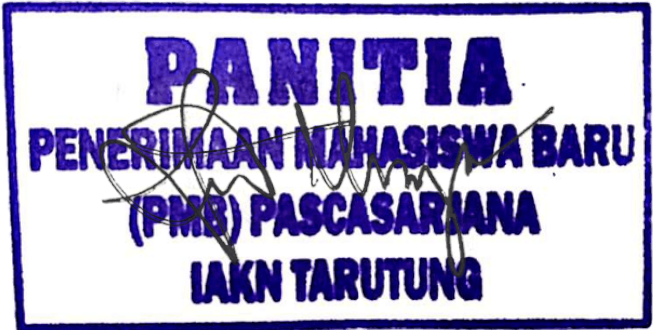 PANITIA
PENERIMAAN MAHASISWA BARU
(PMB) PASCASARJANA
IAKN TARUTUNG